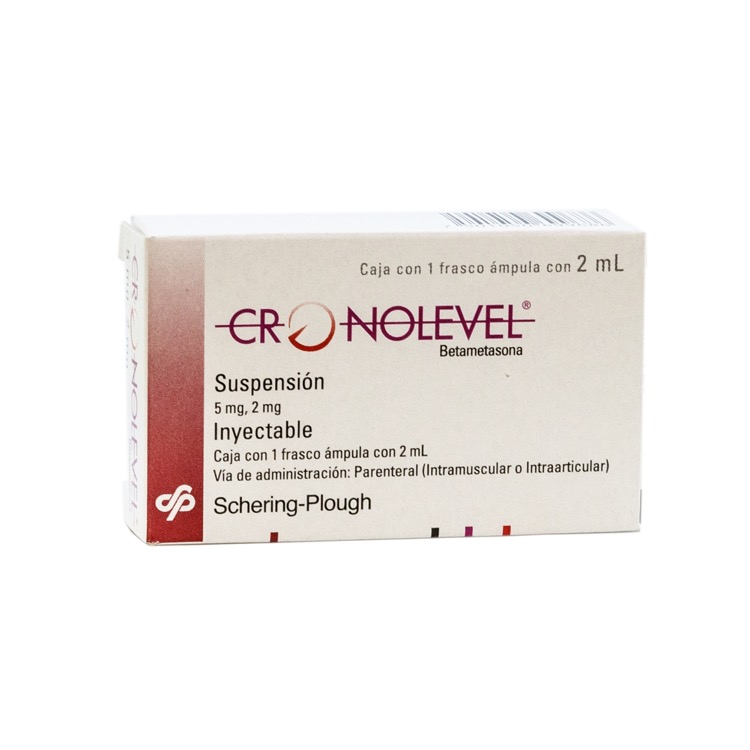 Caja con 1 frasco ámpula con 2 mL
CRONOLEVEL®
Betametasona
Suspensión
5 mg, 2 mg
Inyectable
Caja con 1 frasco ámpula con 2 mL
Vía de administración: Parenteral (Intramuscular o Intraarticular)
Schering-Plough
CRONOLEVEL